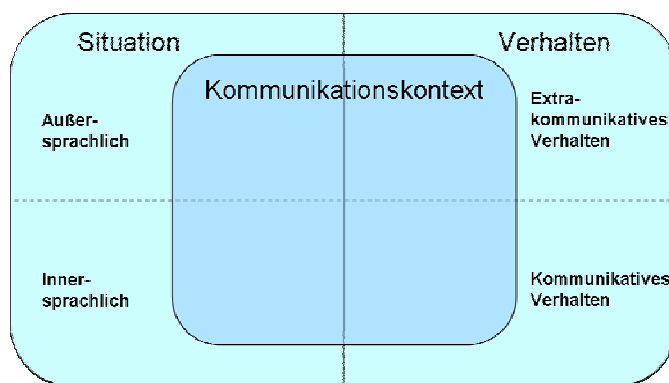 Situation
Verhalten
Kommunikationskontext
Außer-
sprachlich
Extra-
kommunikatives
Verhalten
Inner-
sprachlich
Kommunikatives
Verhalten